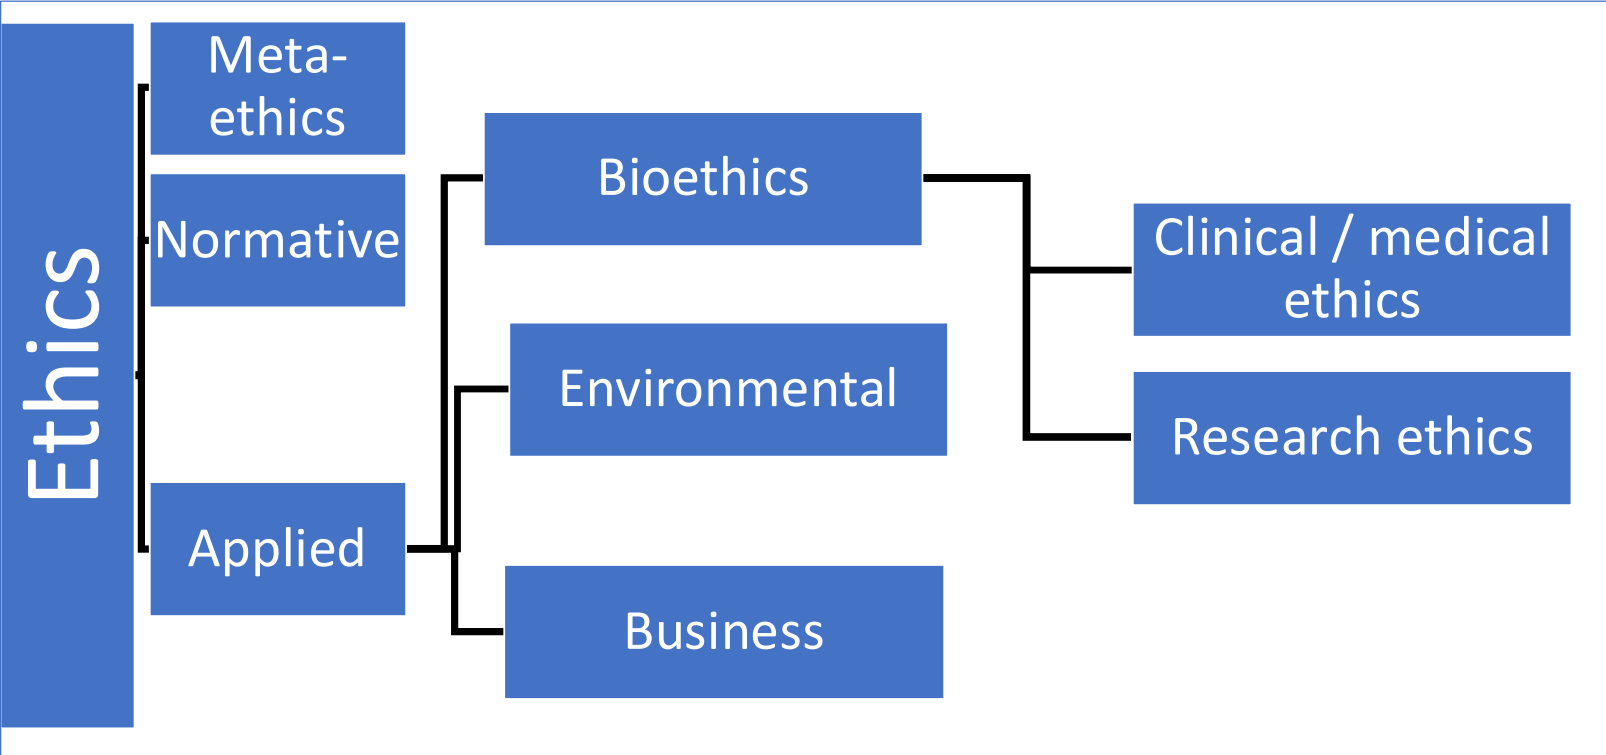 Ethics
Meta-
ethics
Normative
Applied
Bioethics
Environmental
Business
Clinical / medical
ethics
Research ethics